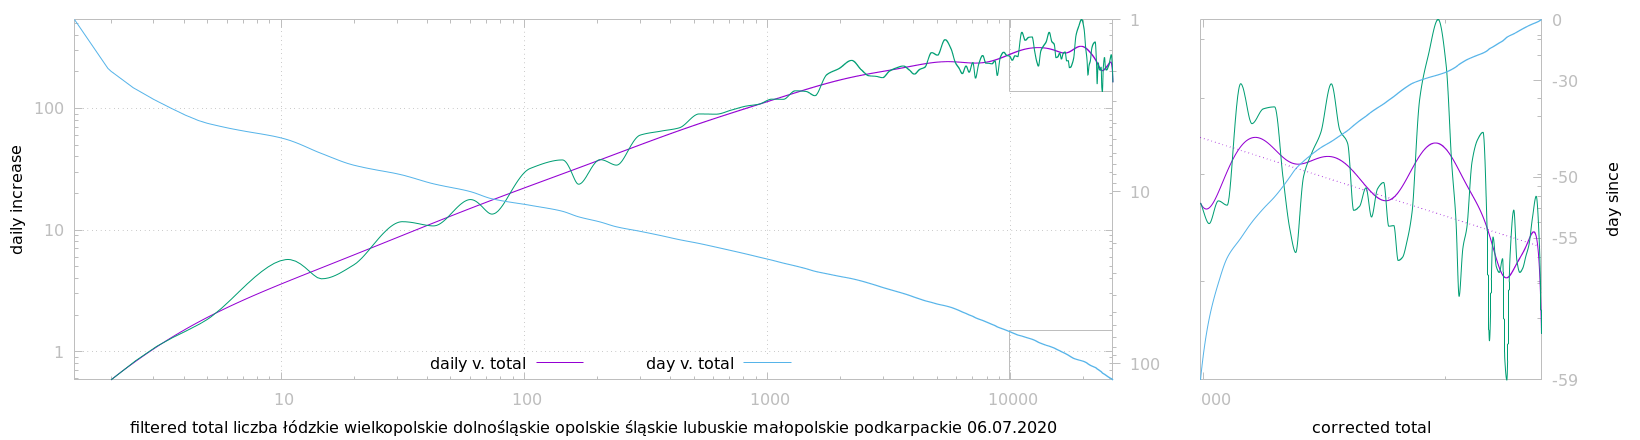 daily increase
100
10
1
daily v. total
day v. total
1
10
100
10
100
1000
10000
filtered total liczba łódzkie wielkopolskie dolnośląskie opolskie śląskie lubuskie małopolskie podkarpackie 06.07.2020
0
-30
-50
-55
-59
day since
000
corrected total